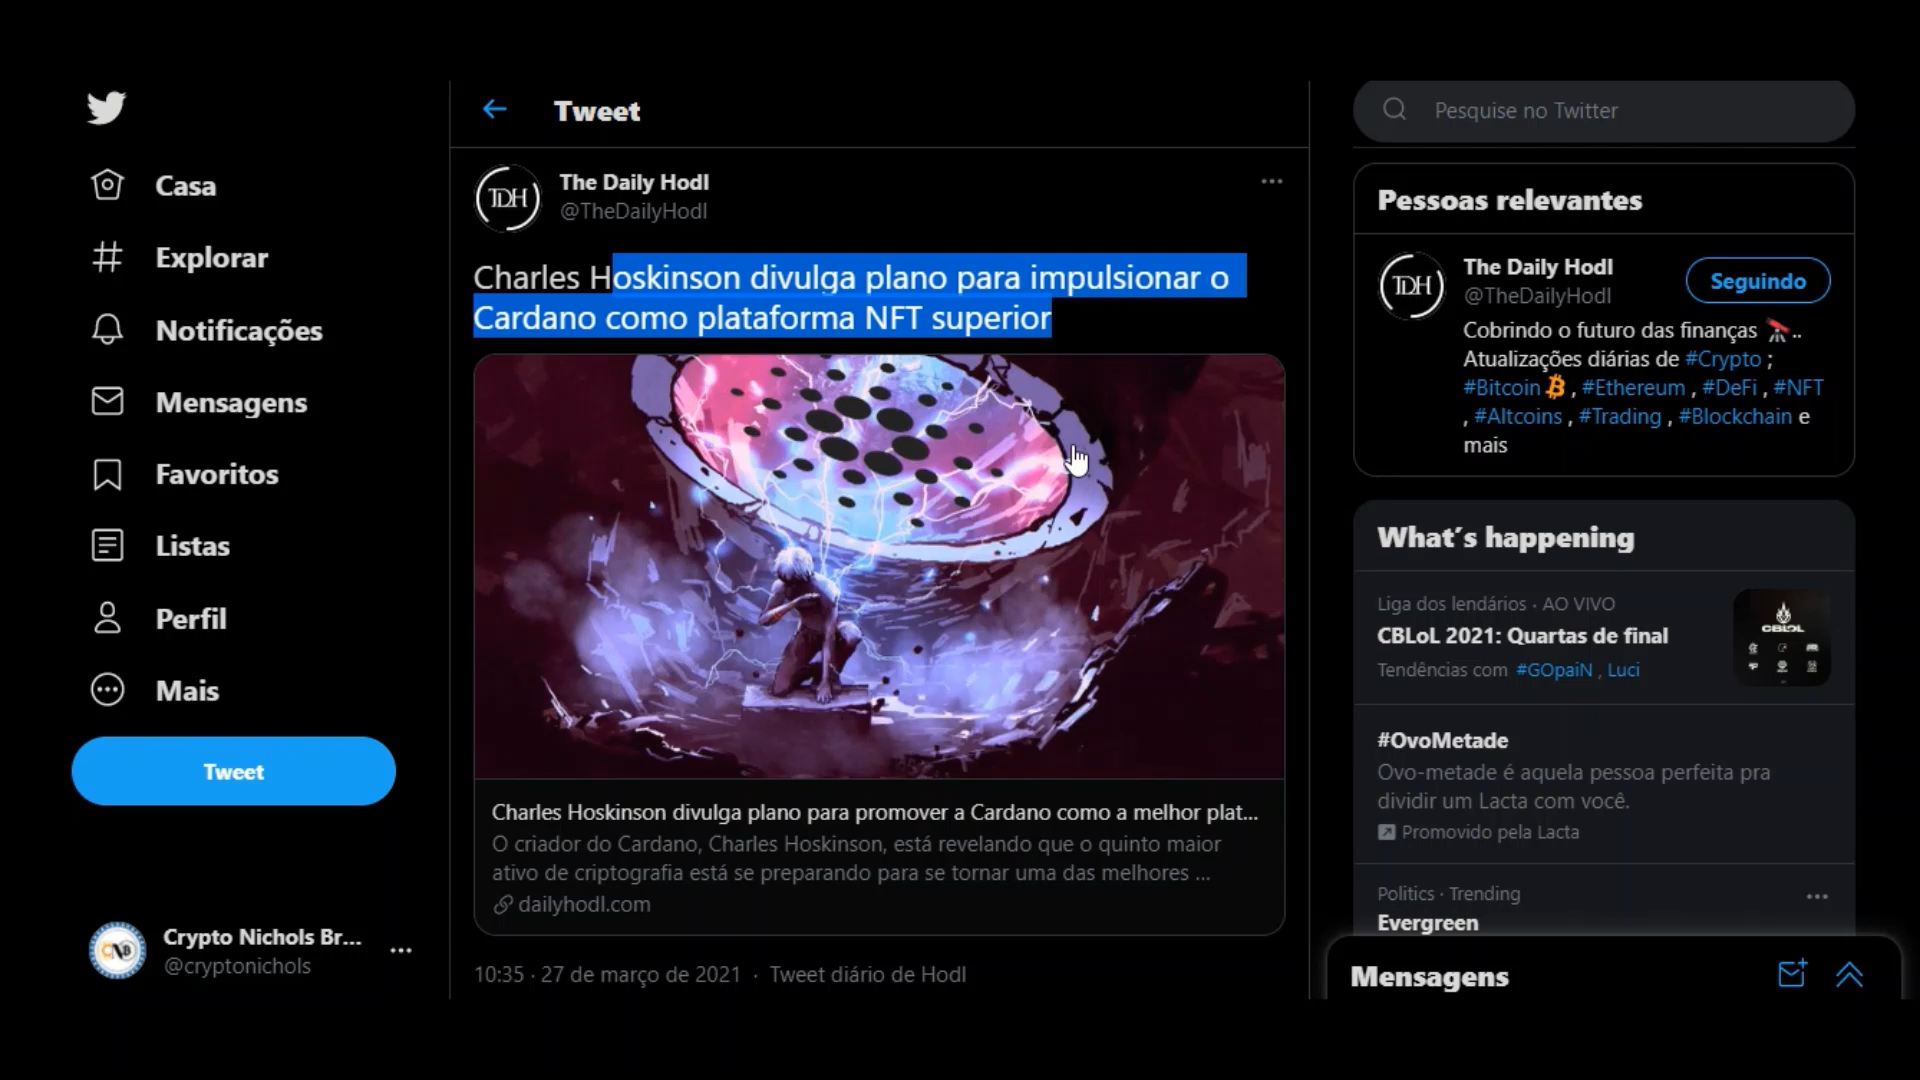 Casa
Explorar
Notificações
Mensagens
Favoritos
Listas
Perfil
Mais
Tweet
Crypto Nichols Br...
@cryptonichols
Tweet
TDH
The Daily Hodl
@TheDailyHodl
Charles Hoskinson divulga plano para impulsionar o
Cardano como plataforma NFT superior
Charles Hoskinson divulga plano para promover a Cardano como a melhor plat...
O criador do Cardano, Charles Hoskinson, está revelando que o quinto maior
ativo de criptografia está se preparando para se tornar uma das melhores ...
dailyhodl.com
10:35 · 27 de março de 2021 · Tweet diário de Hodl
Pesquise no Twitter
Pessoas relevantes
TDH
The Daily Hodl
@TheDailyHodl
Seguindo
Cobrindo o futuro das finanças ..
Atualizações diárias de #Crypto ;
#Bitcoin , #Ethereum , #DeFi , #NFT
, #Altcoins , #Trading , #Blockchain e
mais
What's happening
Liga dos lendários · AO VIVO
CBLoL 2021: Quartas de final
Tendências com #GOpaiN , Luci
CBLOL
#OvoMetade
Ovo-metade é aquela pessoa perfeita pra
dividir um Lacta com você.
Promovido pela Lacta
Politics · Trending
Evergreen
Mensagens